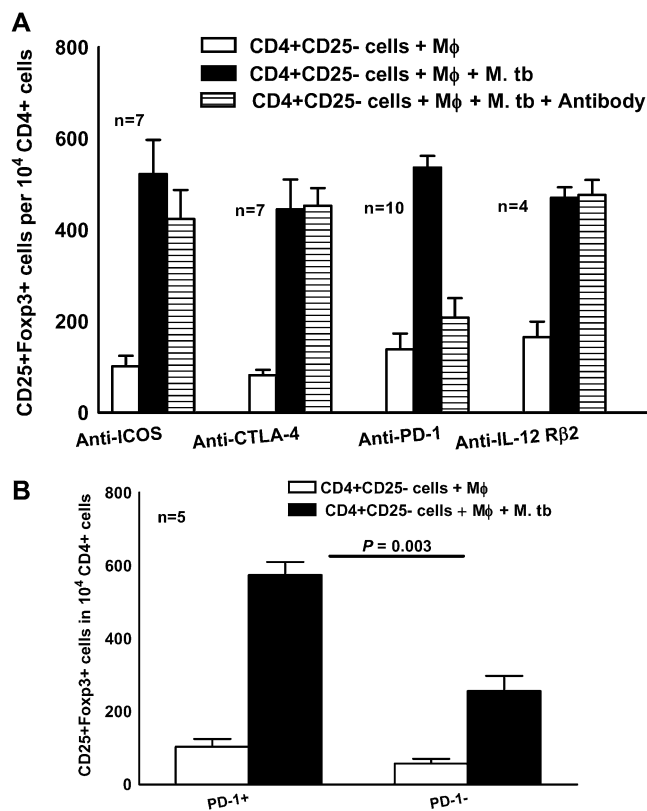 A
800
600
400
200
0
CD25+Foxp3+ cells per 10⁴ CD4+ cells
CD4+CD25- cells + Mϕ
CD4+CD25- cells + Mϕ + M. tb
CD4+CD25- cells + Mϕ + M. tb + Antibody
n=7
n=7
n=10
n=4
Anti-ICOS
Anti-CTLA-4
Anti-PD-1
Anti-IL-12 Rβ2
B
800
600
400
200
0
CD25+Foxp3+ cells in 10⁴ CD4+ cells
CD4+CD25- cells + Mϕ
CD4+CD25- cells + Mϕ + M. tb
n=5
P = 0.003
PD-1+
PD-1-